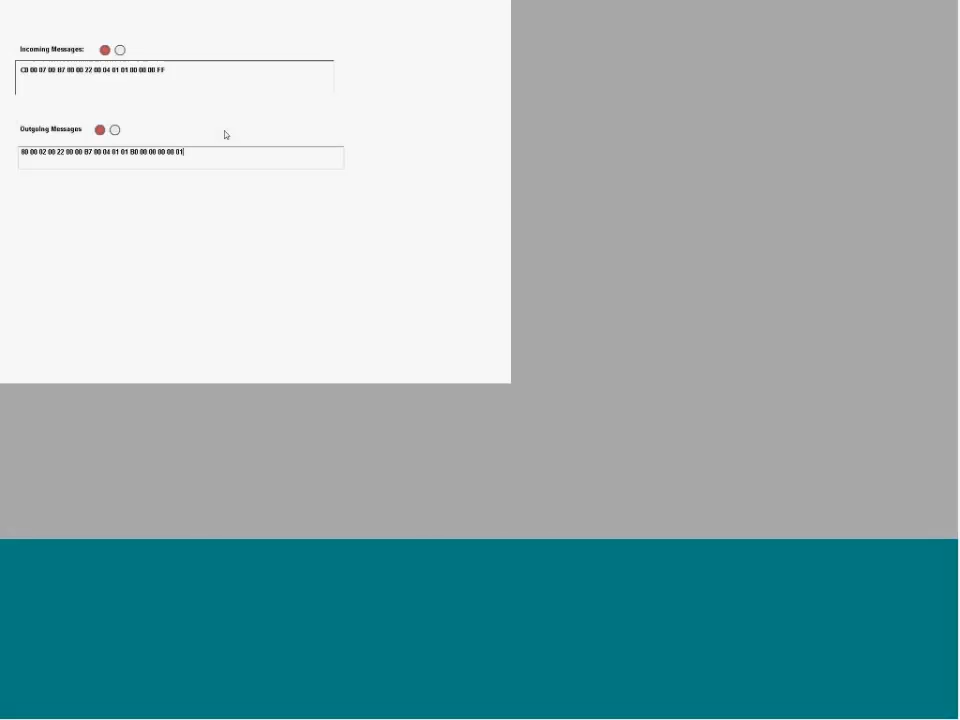 Incoming Messages:
C0 00 07 00 B7 00 00 22 00 04 01 01 00 00 00 FF
Outgoing Messages
80 00 02 00 22 00 00 B7 00 04 01 01 B0 00 00 00 00 01